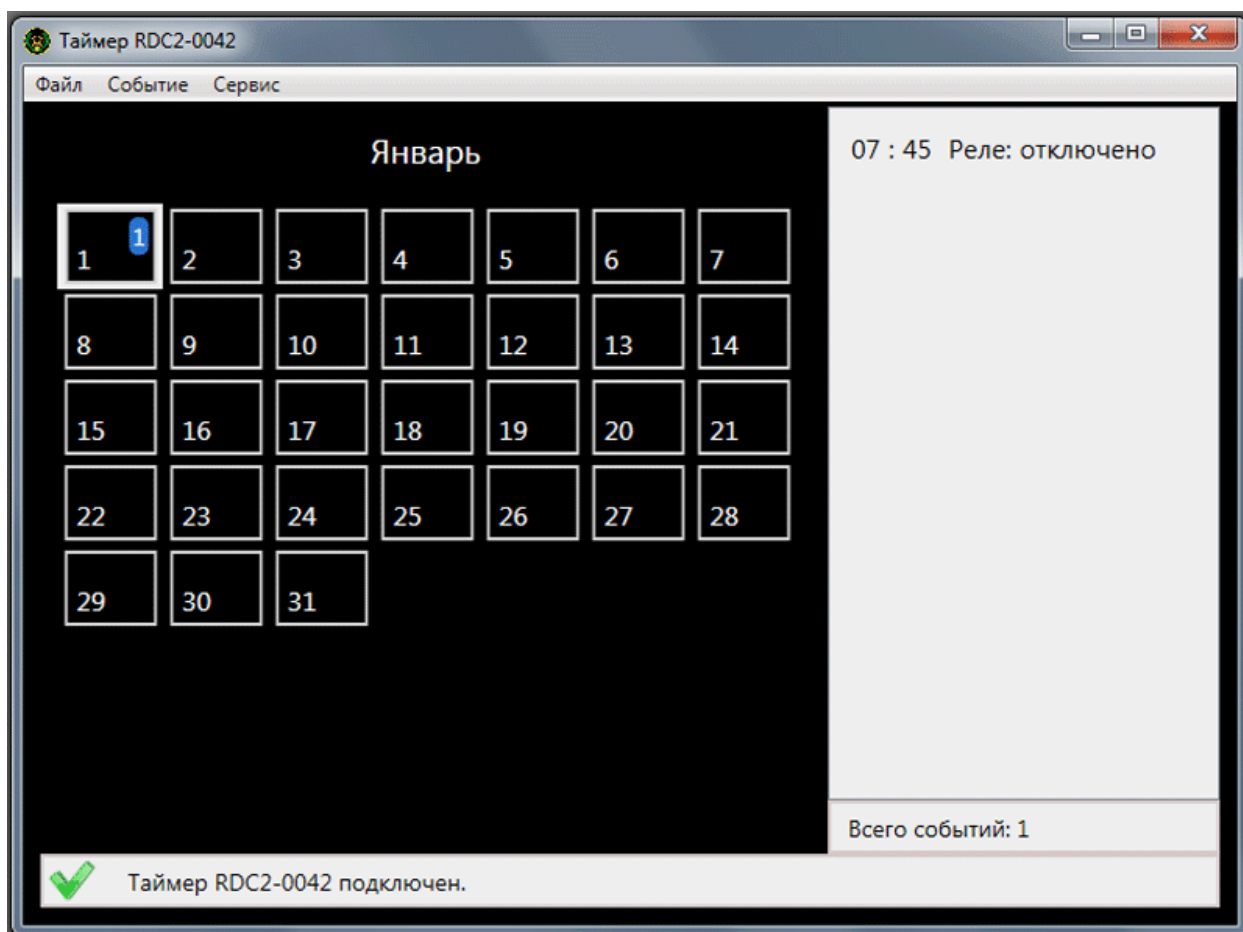 Таймер RDC2-0042
Файл Событие Сервис
Январь
07 : 45 Реле: отключено
1 1 2 3 4 5 6 7
8 9 10 11 12 13 14
15 16 17 18 19 20 21
22 23 24 25 26 27 28
29 30 31
Всего событий: 1
Таймер RDC2-0042 подключен.